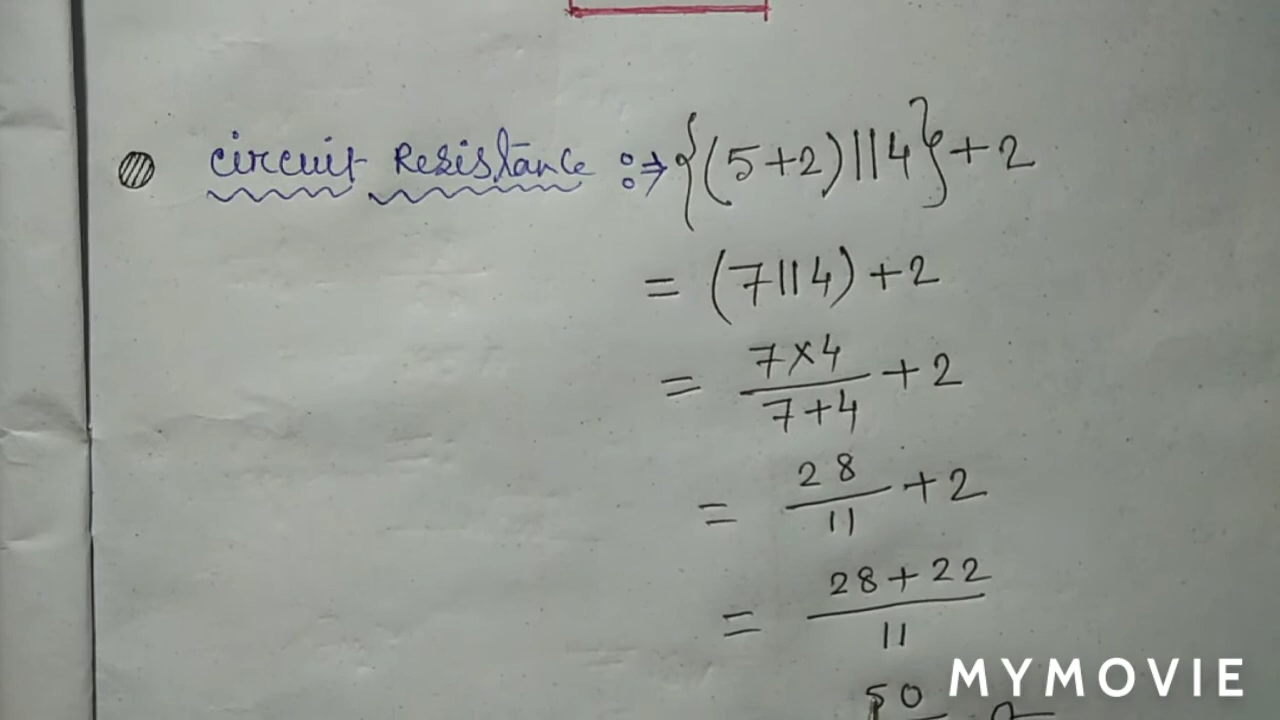 circuit Resistance :⇒ {(5+2)||4}+2
= (7||4)+2
= 7×4/7+4 +2
= 28/11 +2
= 28+22/11
50
MYMOVIE